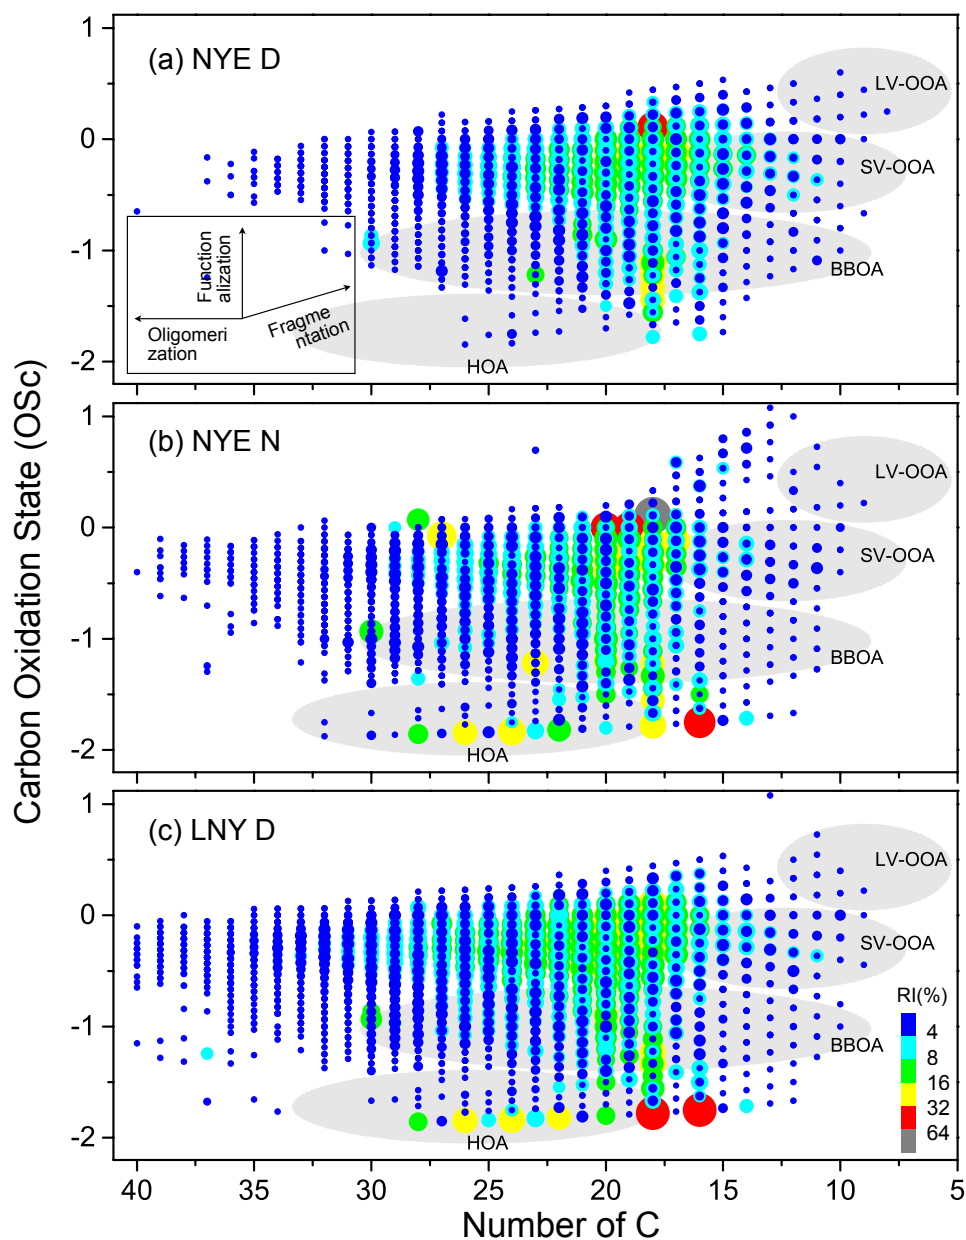 Carbon Oxidation State (OSc)
1
0
-1
-2
(a) NYE D
LV-OOA
SV-OOA
BBOA
HOA
Function
alization
Oligomeri
zation
Fragme
ntation
1
0
-1
-2
(b) NYE N
LV-OOA
SV-OOA
BBOA
HOA
1
0
-1
-2
(c) LNY D
LV-OOA
SV-OOA
BBOA
HOA
RI(%)
4
8
16
32
64
40 35 30 25 20 15 10 5
Number of C